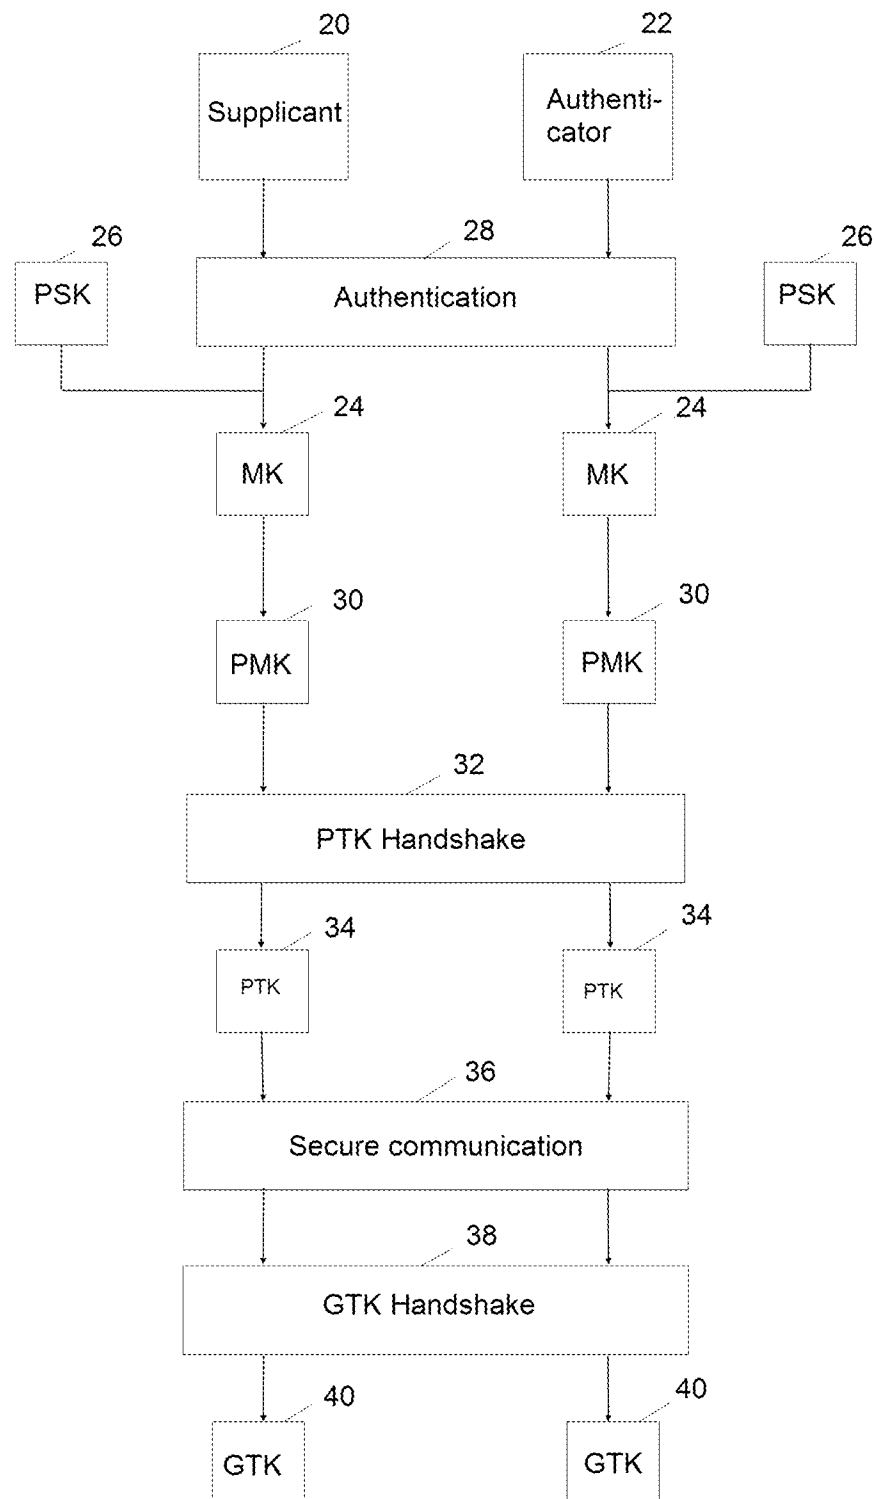 20
22
Supplicant
Authenti-
cator
26
28
26
PSK
Authentication
PSK
24
24
MK
MK
30
30
PMK
PMK
32
PTK Handshake
34
34
PTK
PTK
36
Secure communication
38
GTK Handshake
40
40
GTK
GTK